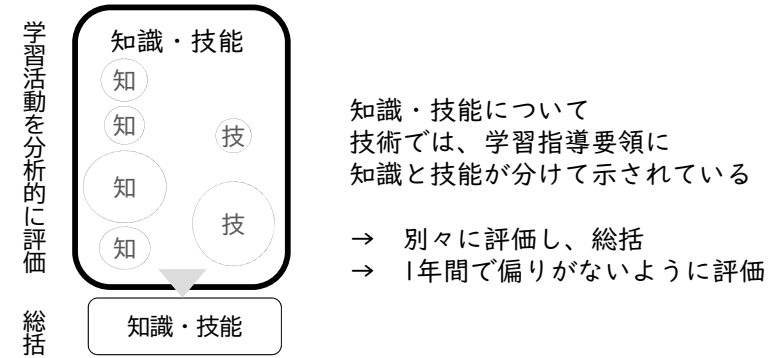 学習活動を分析的に評価
知識・技能
知
知
技
知
技
知
総括
知識・技能
知識・技能について
技術では、学習指導要領に
知識と技能が分けて示されている
→ 別々に評価し、総括
→ 1年間で偏りがないように評価